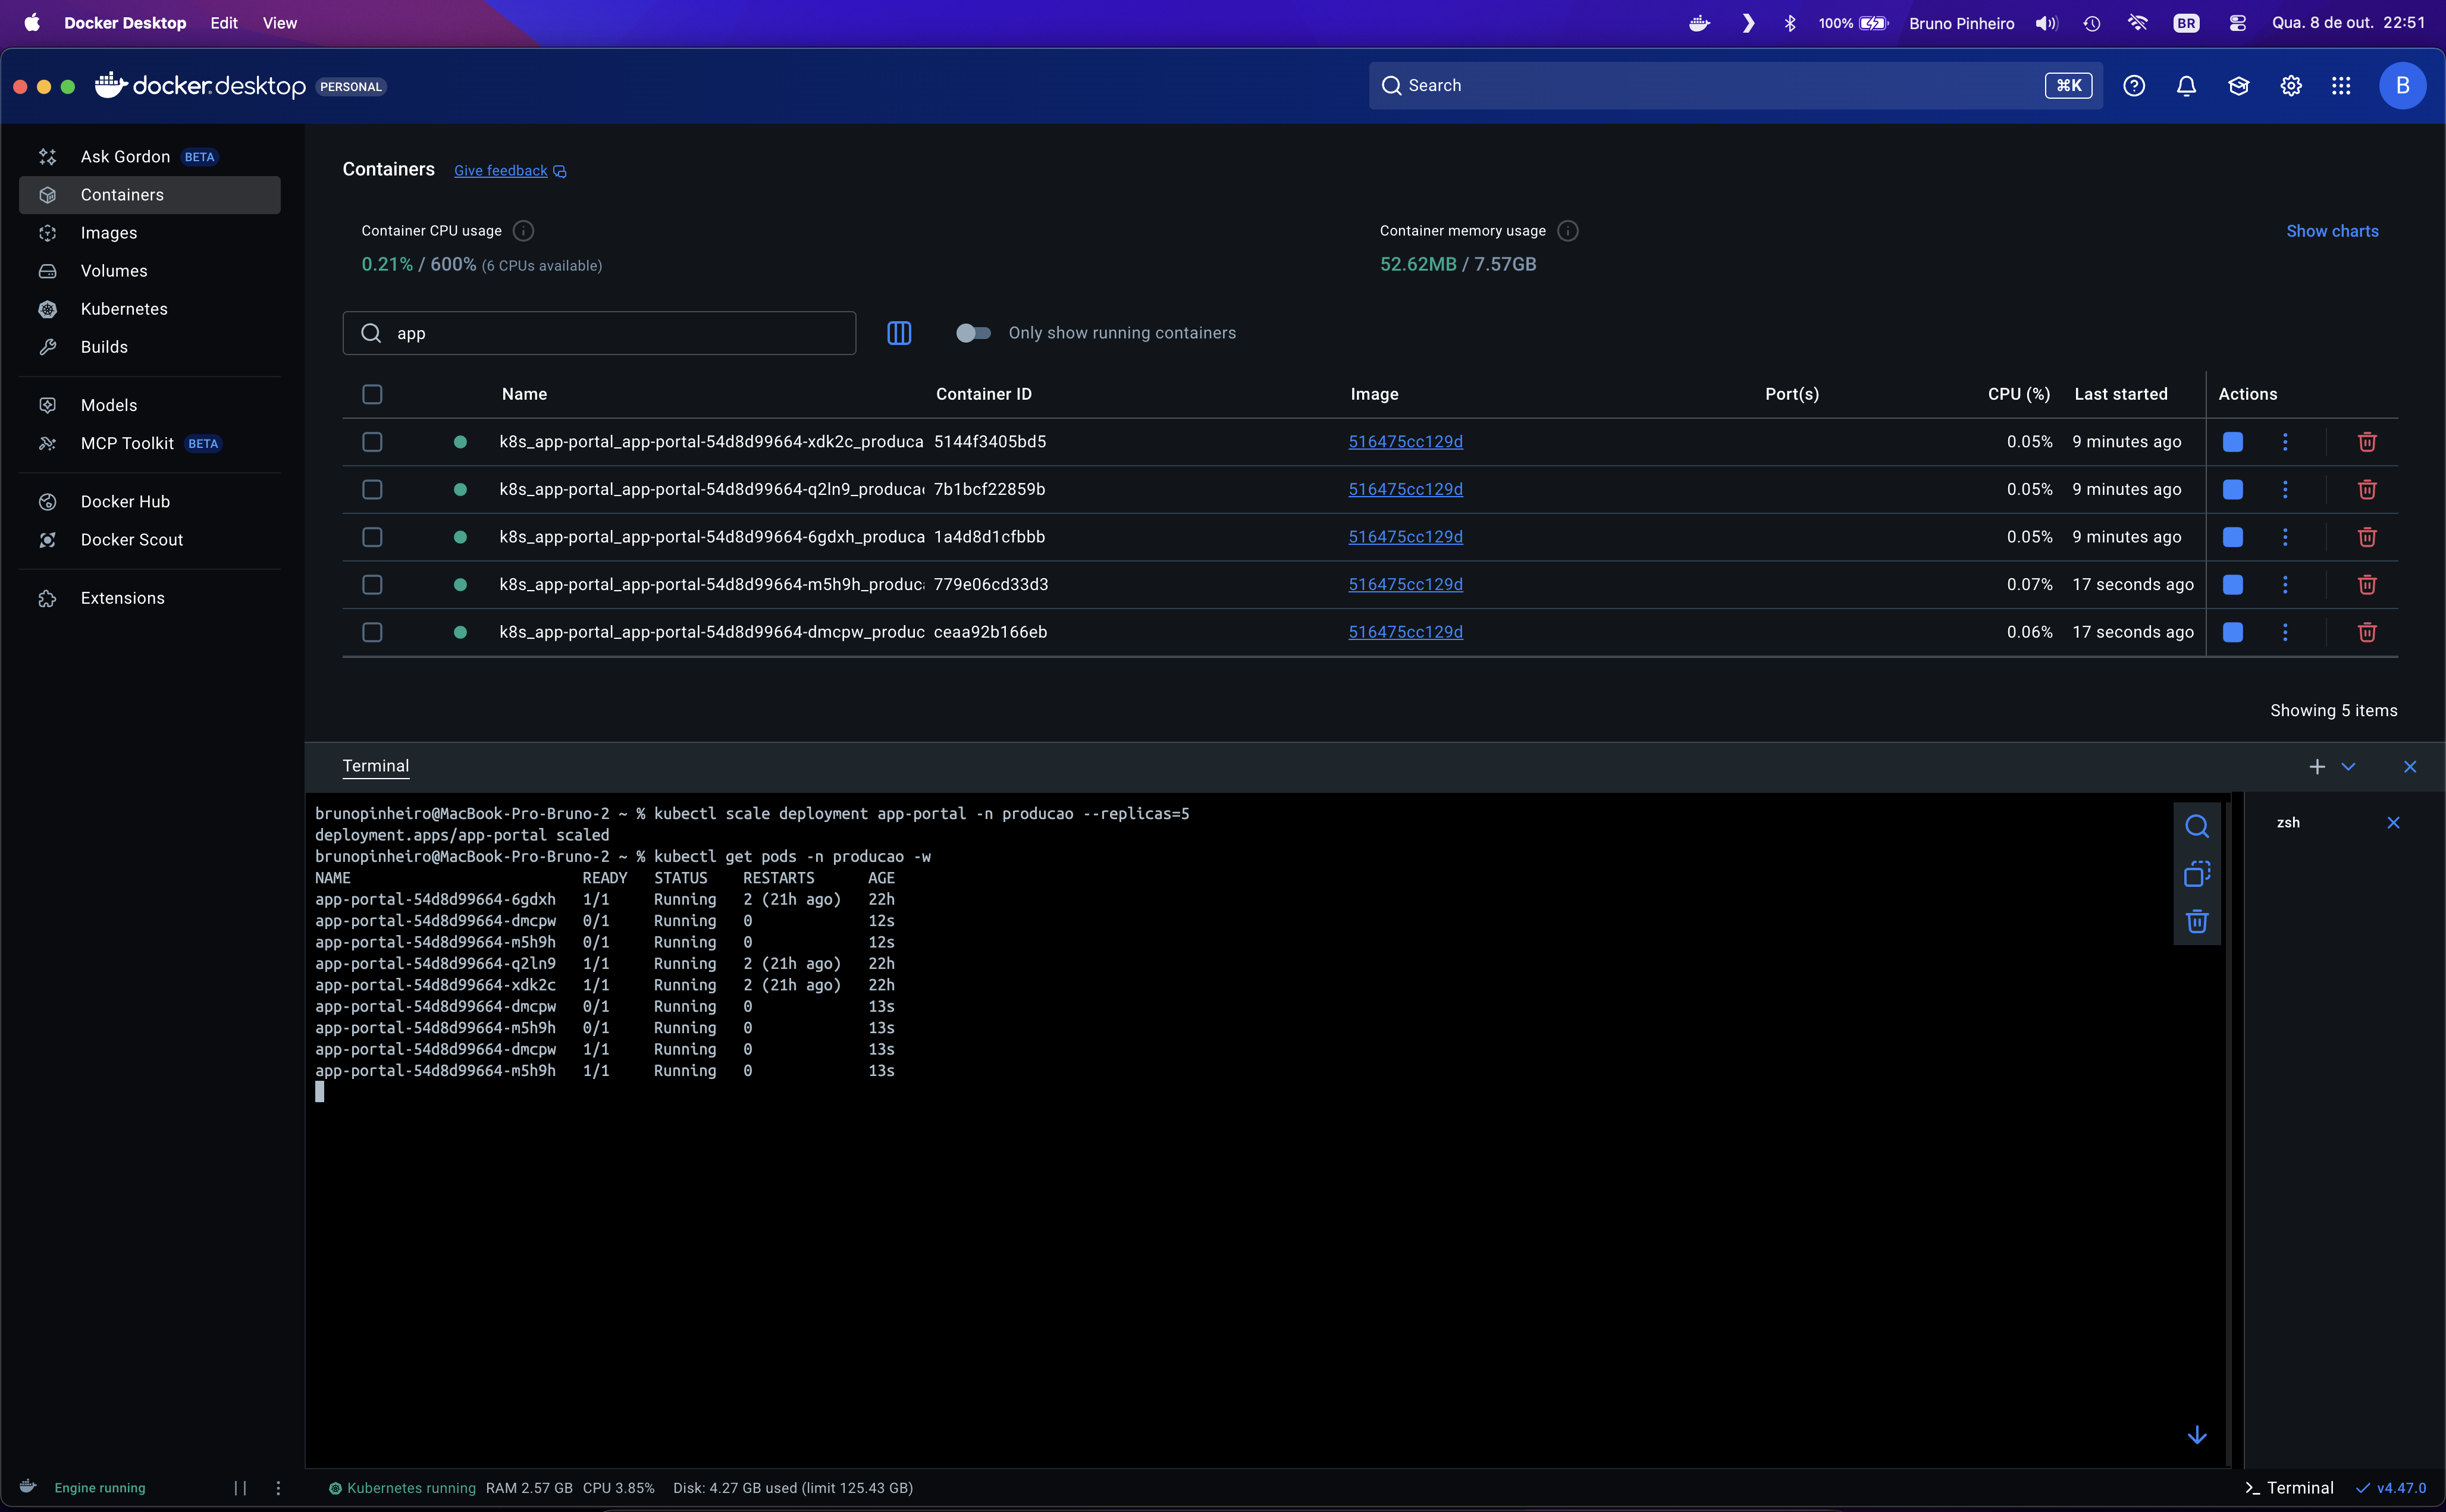 Docker Desktop Edit View 100% Bruno Pinheiro BR Qua. 8 de out. 22:51
docker.desktop PERSONAL Search ⌘K B
Ask Gordon BETA
Containers
Images
Volumes
Kubernetes
Builds
Models
MCP Toolkit BETA
Docker Hub
Docker Scout
Extensions
Containers Give feedback
Container CPU usage
0.21% / 600% (6 CPUs available)
Container memory usage
52.62MB / 7.57GB
Show charts
app Only show running containers
Name Container ID Image Port(s) CPU (%) Last started Actions
k8s_app-portal_app-portal-54d8d99664-xdk2c_produca 5144f3405bd5 516475cc129d 0.05% 9 minutes ago
k8s_app-portal_app-portal-54d8d99664-q2ln9_produca 7b1bcf22859b 516475cc129d 0.05% 9 minutes ago
k8s_app-portal_app-portal-54d8d99664-6gdxh_produca 1a4d8d1cfbbb 516475cc129d 0.05% 9 minutes ago
k8s_app-portal_app-portal-54d8d99664-m5h9h_produc 779e06cd33d3 516475cc129d 0.07% 17 seconds ago
k8s_app-portal_app-portal-54d8d99664-dmcpw_produc ceaa92b166eb 516475cc129d 0.06% 17 seconds ago
Showing 5 items
Terminal
zsh
brunopinheiro@MacBook-Pro-Bruno-2 ~ % kubectl scale deployment app-portal -n producao --replicas=5
deployment.apps/app-portal scaled
brunopinheiro@MacBook-Pro-Bruno-2 ~ % kubectl get pods -n producao -w
NAME READY STATUS RESTARTS AGE
app-portal-54d8d99664-6gdxh 1/1 Running 2 (21h ago) 22h
app-portal-54d8d99664-dmcpw 0/1 Running 0 12s
app-portal-54d8d99664-m5h9h 0/1 Running 0 12s
app-portal-54d8d99664-q2ln9 1/1 Running 2 (21h ago) 22h
app-portal-54d8d99664-xdk2c 1/1 Running 2 (21h ago) 22h
app-portal-54d8d99664-dmcpw 0/1 Running 0 13s
app-portal-54d8d99664-m5h9h 0/1 Running 0 13s
app-portal-54d8d99664-dmcpw 1/1 Running 0 13s
app-portal-54d8d99664-m5h9h 1/1 Running 0 13s
Engine running Kubernetes running RAM 2.57 GB CPU 3.85% Disk: 4.27 GB used (limit 125.43 GB) Terminal v4.47.0